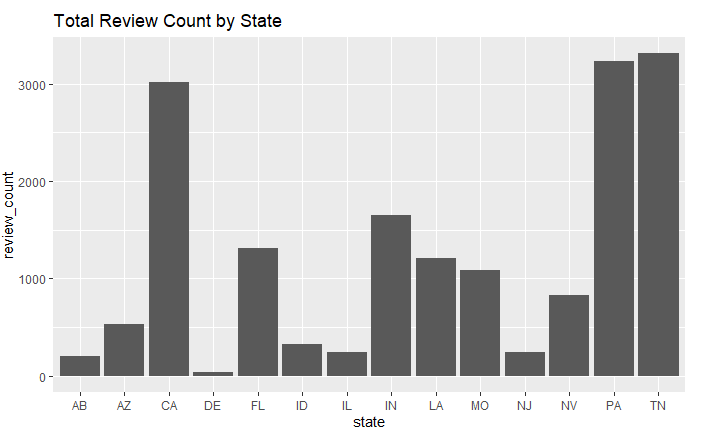 Total Review Count by State
review_count
3000
2000
1000
0
AB AZ CA DE FL ID IL IN LA MO NJ NV PA TN
state